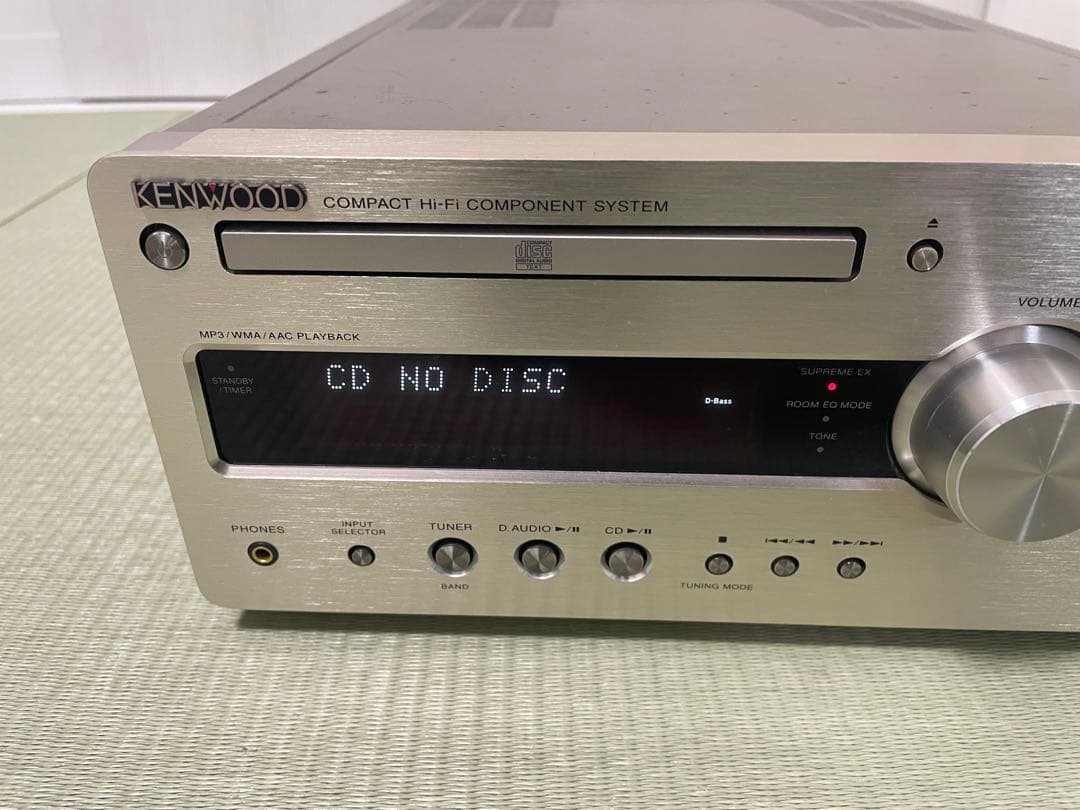 KENWOOD COMPACT Hi-Fi COMPONENT SYSTEM
COMPACT
disc
DIGITAL AUDIO
TEXT
VOLUME
MP3/WMA/AAC PLAYBACK
STANDBY
/TIMER
CD NO DISC
D-Bass
SUPREME EX
ROOM EQ MODE
TONE
PHONES
INPUT
SELECTOR
TUNER
BAND
D.AUDIO ►/II
CD ►/II
■
TUNING MODE
I◄◄/◄◄
►►/►►I